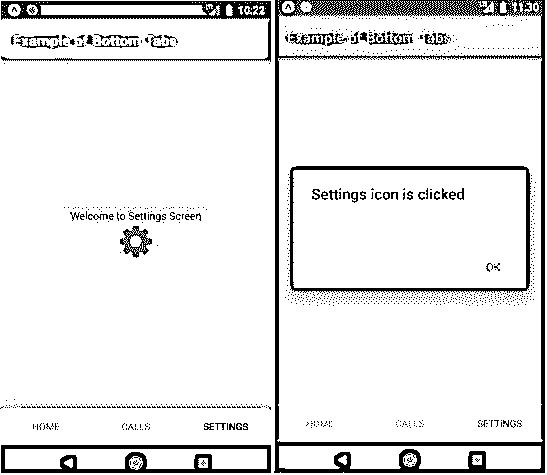 10:22
Example of Bottom Tabs
Welcome to Settings Screen
HOME CALLS SETTINGS
11:30
Example of Bottom Tabs
Settings icon is clicked
OK
HOME CALLS SETTINGS